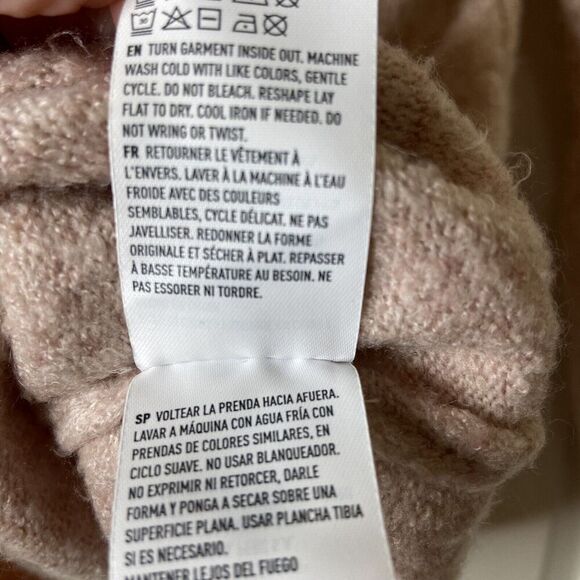 EN TURN GARMENT INSIDE OUT. MACHINE
WASH COLD WITH LIKE COLORS, GENTLE
CYCLE. DO NOT BLEACH. RESHAPE LAY
FLAT TO DRY. COOL IRON IF NEEDED. DO
NOT WRING OR TWIST.
FR RETOURNER LE VÊTEMENT À
L'ENVERS. LAVER À LA MACHINE À L'EAU
FROIDE AVEC DES COULEURS
SEMBLABLES, CYCLE DÉLICAT. NE PAS
JAVELLISER. REDONNER LA FORME
ORIGINALE ET SÉCHER À PLAT. REPASSER
À BASSE TEMPÉRATURE AU BESOIN. NE
PAS ESSORER NI TORDRE.
SP VOLTEAR LA PRENDA HACIA AFUERA.
LAVAR A MÁQUINA CON AGUA FRÍA CON
PRENDAS DE COLORES SIMILARES, EN
CICLO SUAVE. NO USAR BLANQUEADOR.
NO EXPRIMIR NI RETORCER, DARLE
FORMA Y PONGA A SECAR SOBRE UNA
SUPERFICIE PLANA. USAR PLANCHA TIBIA
SI ES NECESARIO.
MANTENER LEJOS DEL FUEGO